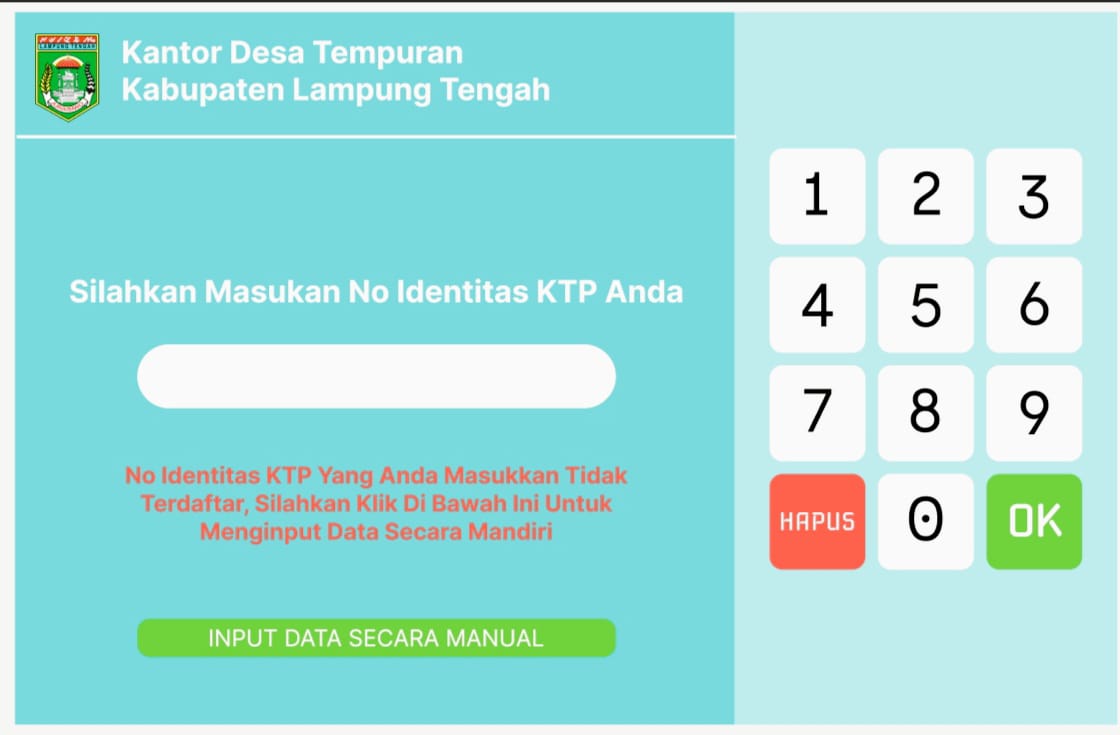 LAMPUNG TENGAH
Kantor Desa Tempuran
Kabupaten Lampung Tengah
Silahkan Masukan No Identitas KTP Anda
No Identitas KTP Yang Anda Masukkan Tidak
Terdaftar, Silahkan Klik Di Bawah Ini Untuk
Menginput Data Secara Mandiri
INPUT DATA SECARA MANUAL
1 2 3
4 5 6
7 8 9
HAPUS 0 OK